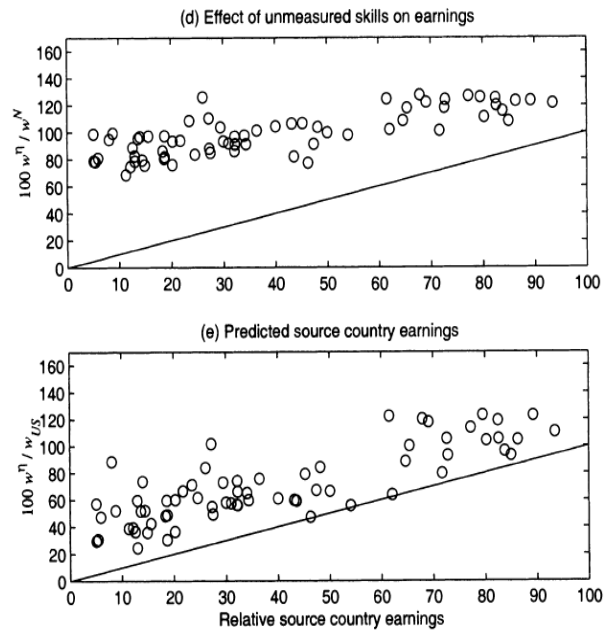 (d) Effect of unmeasured skills on earnings
160
140
120
100
80
60
40
20
0
100 w^η / w^N
0 10 20 30 40 50 60 70 80 90 100
(e) Predicted source country earnings
160
140
120
100
80
60
40
20
0
100 w^η / w_US
0 10 20 30 40 50 60 70 80 90 100
Relative source country earnings